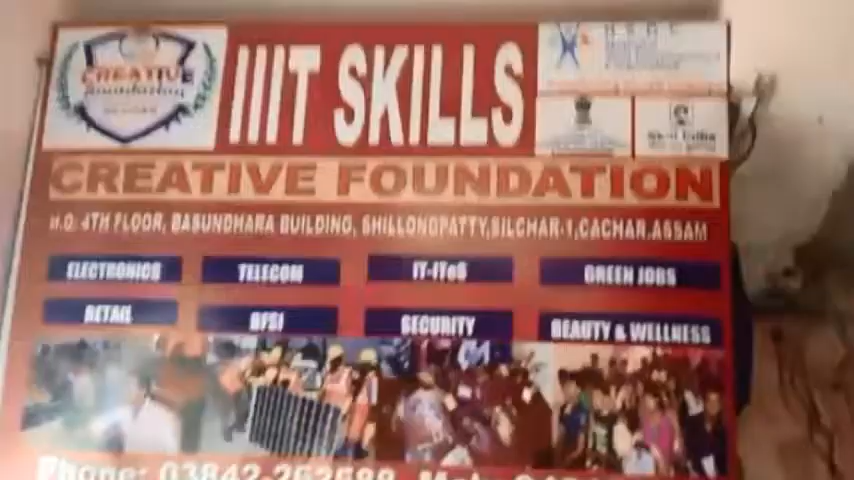 CREATIVE
foundation
IIIT SKILLS
Skill India
CREATIVE FOUNDATION
H.O. 4TH FLOOR, BASUNDHARA BUILDING, SHILLONGPATTY,SILCHAR-1,CACHAR.ASSAM
ELECTRONICS TELECOM IT-ITeS GREEN JOBS
RETAIL BFSI SECURITY BEAUTY & WELLNESS
Phone: 03842-262688